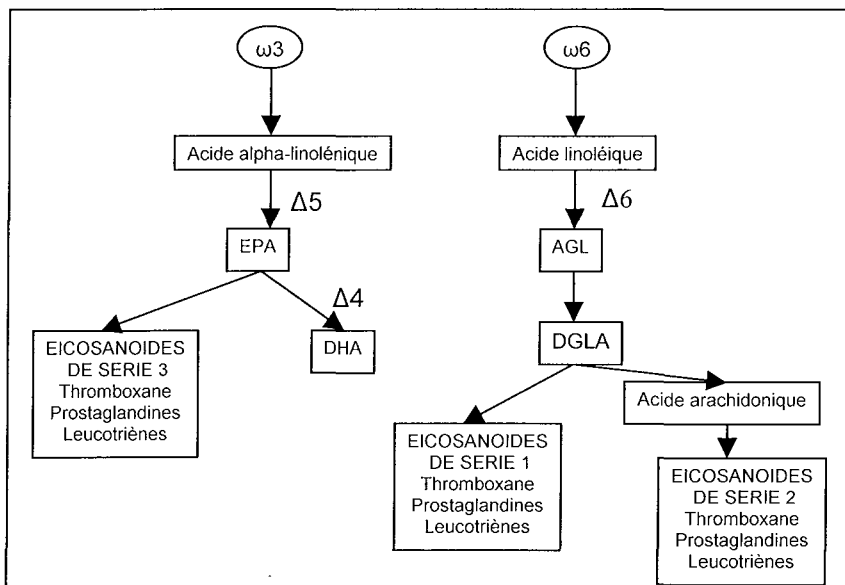 ω3
Acide alpha-linolénique
Δ5
EPA
Δ4
DHA
EICOSANOIDES
DE SERIE 3
Thromboxane
Prostaglandines
Leucotriènes
ω6
Acide linoléique
Δ6
AGL
DGLA
EICOSANOIDES
DE SERIE 1
Thromboxane
Prostaglandines
Leucotriènes
Acide arachidonique
EICOSANOIDES
DE SERIE 2
Thromboxane
Prostaglandines
Leucotriènes